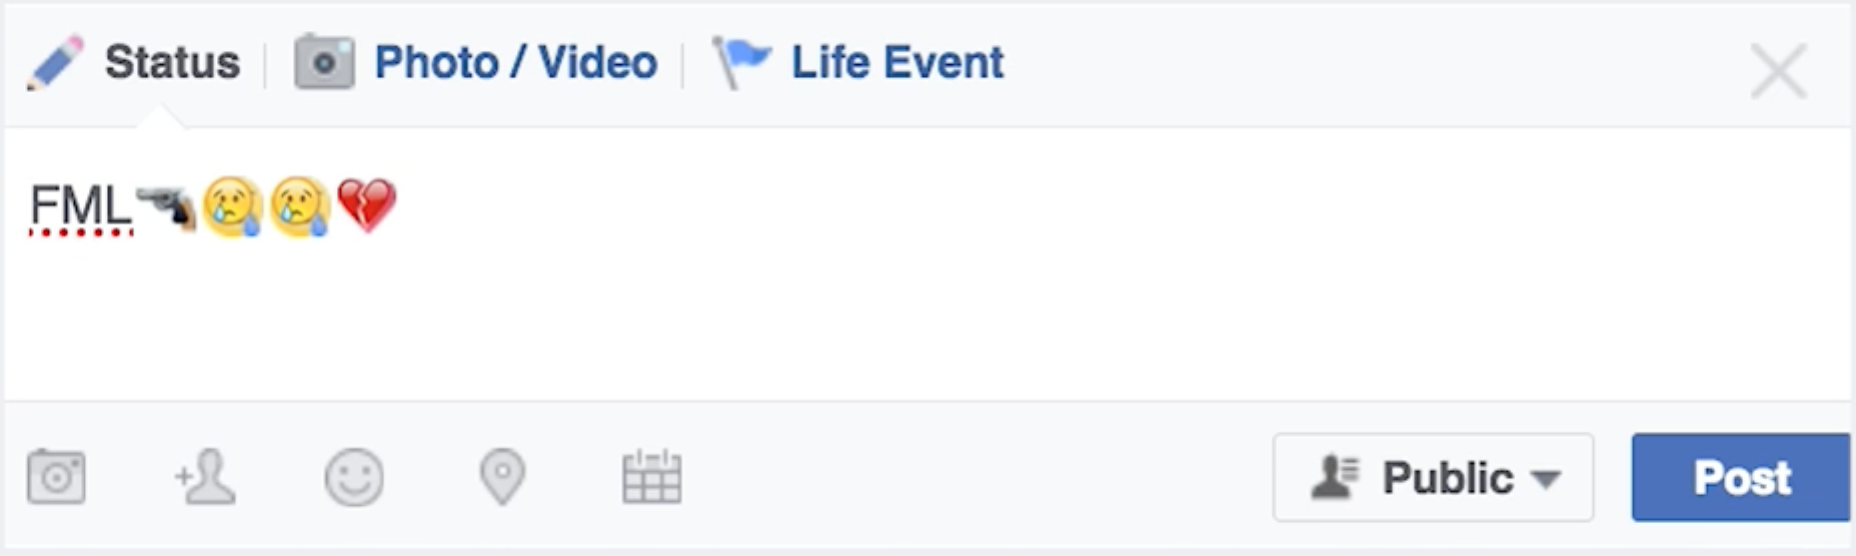 Status Photo / Video Life Event
FML🔫😢😢💔
Public Post